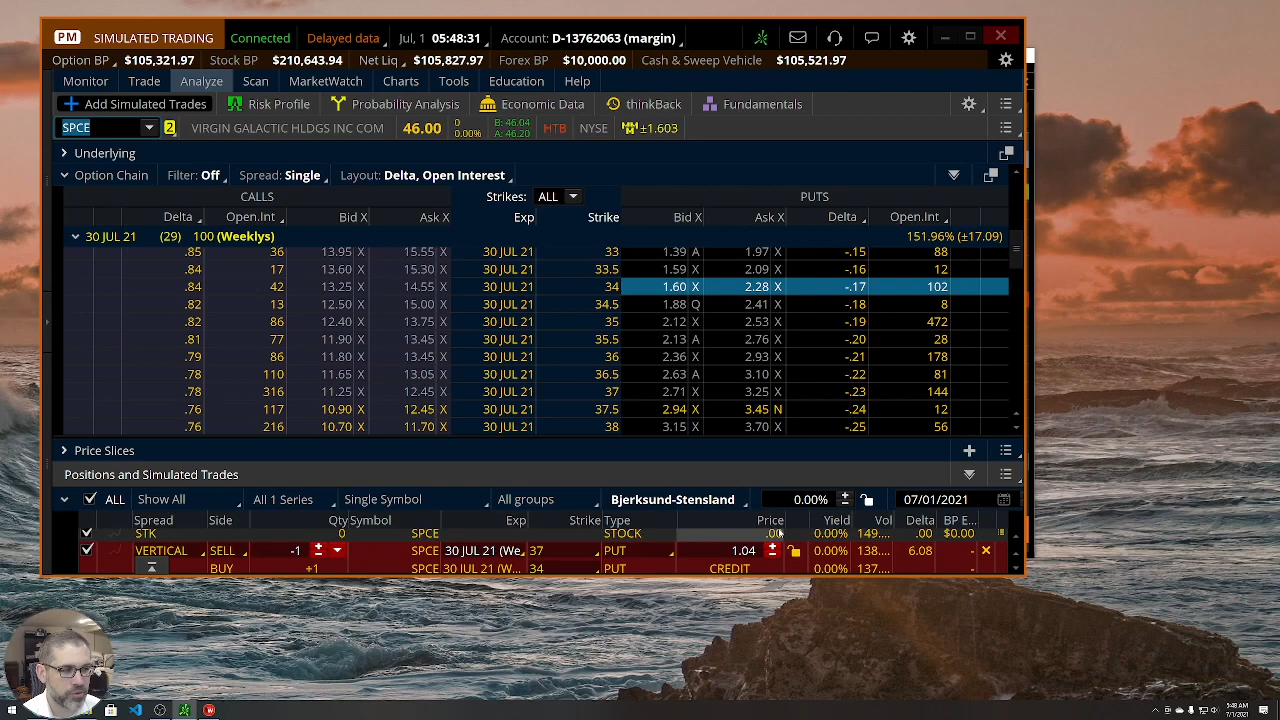 PM SIMULATED TRADING Connected Delayed data Jul, 1 05:48:31 Account: D-13762063 (margin)
Option BP $105,321.97 Stock BP $210,643.94 Net Liq $105,827.97 Forex BP $10,000.00 Cash & Sweep Vehicle $105,521.97
Monitor Trade Analyze Scan MarketWatch Charts Tools Education Help
Add Simulated Trades Risk Profile Probability Analysis Economic Data thinkBack Fundamentals
SPCE 2 VIRGIN GALACTIC HLDGS INC COM 46.00 0 0.00% B: 46.04 A: 46.20 HTB NYSE ±1.603
Underlying
Option Chain Filter: Off Spread: Single Layout: Delta, Open Interest
CALLS Strikes: ALL PUTS
Delta Open.Int Bid X Ask X Exp Strike Bid X Ask X Delta Open.Int
30 JUL 21 (29) 100 (Weeklys) 151.96% (±17.09)
.85 36 13.95 X 15.55 X 30 JUL 21 33 1.39 A 1.97 X -.15 88
.84 17 13.60 X 15.30 X 30 JUL 21 33.5 1.59 X 2.09 X -.16 12
.84 42 13.25 X 14.55 X 30 JUL 21 34 1.60 X 2.28 X -.17 102
.82 13 12.50 X 15.00 X 30 JUL 21 34.5 1.88 Q 2.41 X -.18 8
.82 86 12.40 X 13.75 X 30 JUL 21 35 2.12 X 2.53 X -.19 472
.81 77 11.90 X 13.45 X 30 JUL 21 35.5 2.13 A 2.76 X -.20 28
.79 86 11.80 X 13.45 X 30 JUL 21 36 2.36 X 2.93 X -.21 178
.78 110 11.65 X 13.05 X 30 JUL 21 36.5 2.63 A 3.10 X -.22 81
.78 316 11.25 X 12.45 X 30 JUL 21 37 2.71 X 3.25 X -.23 144
.76 117 10.90 X 12.45 X 30 JUL 21 37.5 2.94 X 3.45 N -.24 12
.76 216 10.70 X 11.70 X 30 JUL 21 38 3.15 X 3.70 X -.25 56
Price Slices
Positions and Simulated Trades
ALL Show All All 1 Series Single Symbol All groups Bjerksund-Stensland 0.00% 07/01/2021
Spread Side Qty Symbol Exp Strike Type Price Yield Vol Delta BP E...
STK 0 SPCE STOCK .00 0.00% 149.... .00 $0.00
VERTICAL SELL -1 SPCE 30 JUL 21 (We... 37 PUT 1.04 0.00% 138.... 6.08 -
BUY +1 SPCE 30 JUL 21 (W... 34 PUT CREDIT 0.00% 137.... -
7/1/2021